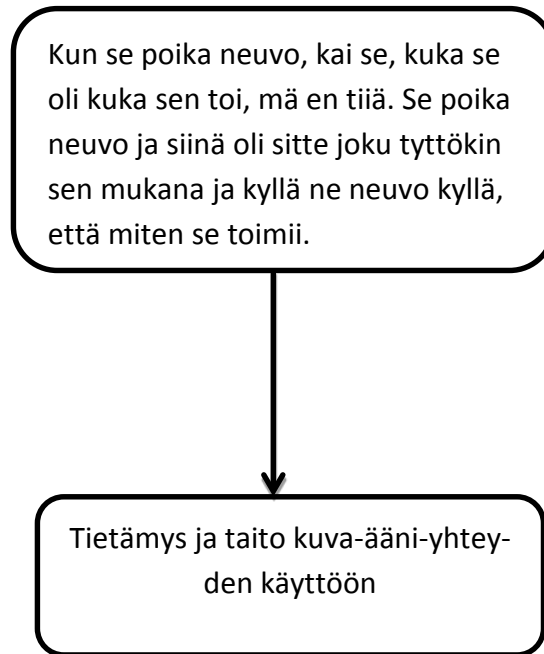 Kun se poika neuvo, kai se, kuka se
oli kuka sen toi, mä en tiiä. Se poika
neuvo ja siinä oli sitte joku tyttökin
sen mukana ja kyllä ne neuvo kyllä,
että miten se toimii.
Tietämys ja taito kuva-ääni-yhtey-
den käyttöön